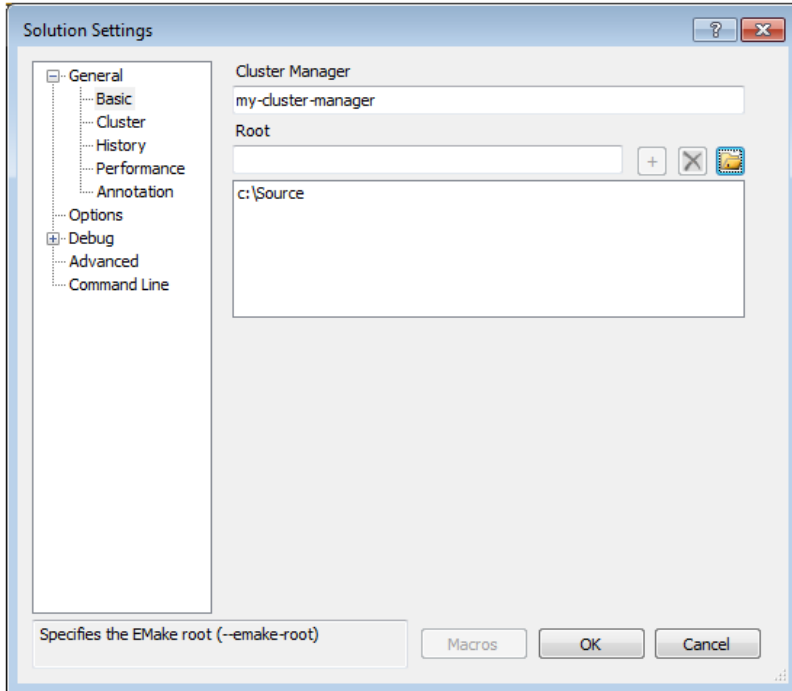 Solution Settings
General
Basic
Cluster
History
Performance
Annotation
Options
Debug
Advanced
Command Line
Cluster Manager
my-cluster-manager
Root
c:\Source
Specifies the EMake root (--emake-root)
Macros
OK
Cancel